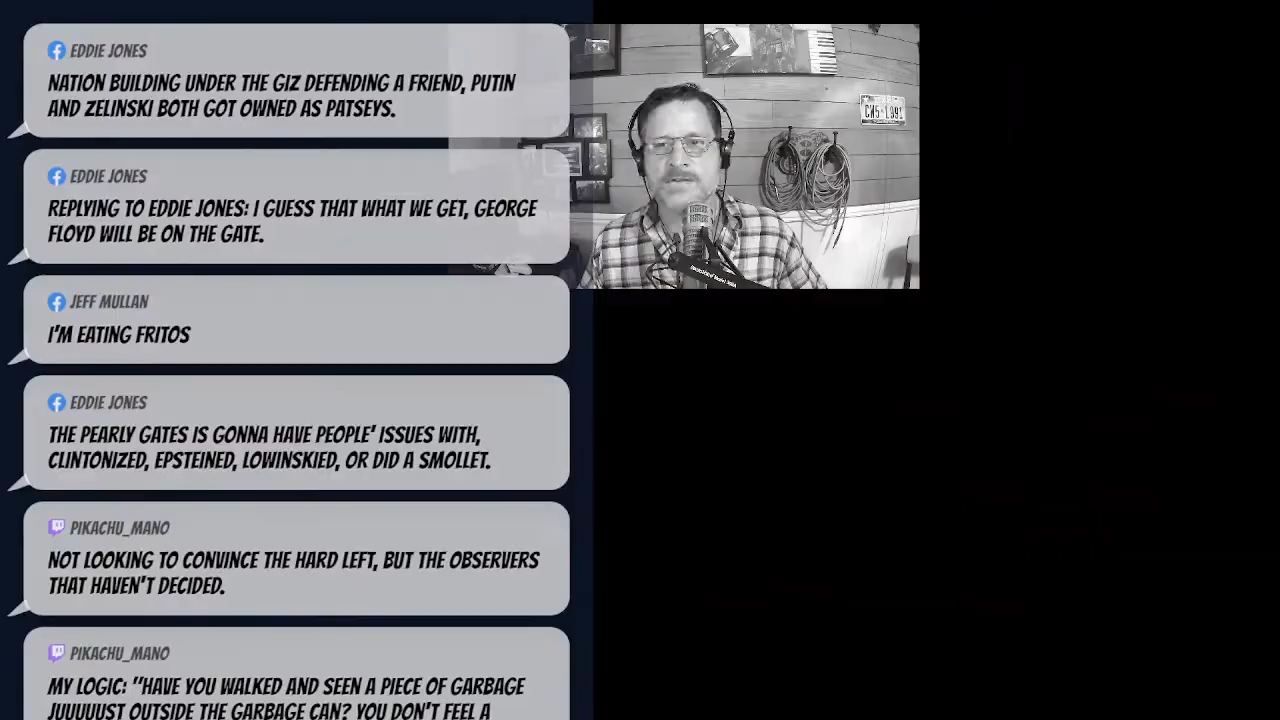 EDDIE JONES
NATION BUILDING UNDER THE GIZ DEFENDING A FRIEND, PUTIN
AND ZELINSKI BOTH GOT OWNED AS PATSEYS.
EDDIE JONES
REPLYING TO EDDIE JONES: I GUESS THAT WHAT WE GET, GEORGE
FLOYD WILL BE ON THE GATE.
JEFF MULLAN
I'M EATING FRITOS
EDDIE JONES
THE PEARLY GATES IS GONNA HAVE PEOPLE' ISSUES WITH,
CLINTONIZED, EPSTEINED, LOWINSKIED, OR DID A SMOLLET.
PIKACHU_MANO
NOT LOOKING TO CONVINCE THE HARD LEFT, BUT THE OBSERVERS
THAT HAVEN'T DECIDED.
PIKACHU_MANO
MY LOGIC: "HAVE YOU WALKED AND SEEN A PIECE OF GARBAGE
JUUUUUST OUTSIDE THE GARBAGE CAN? YOU DON'T FEEL A